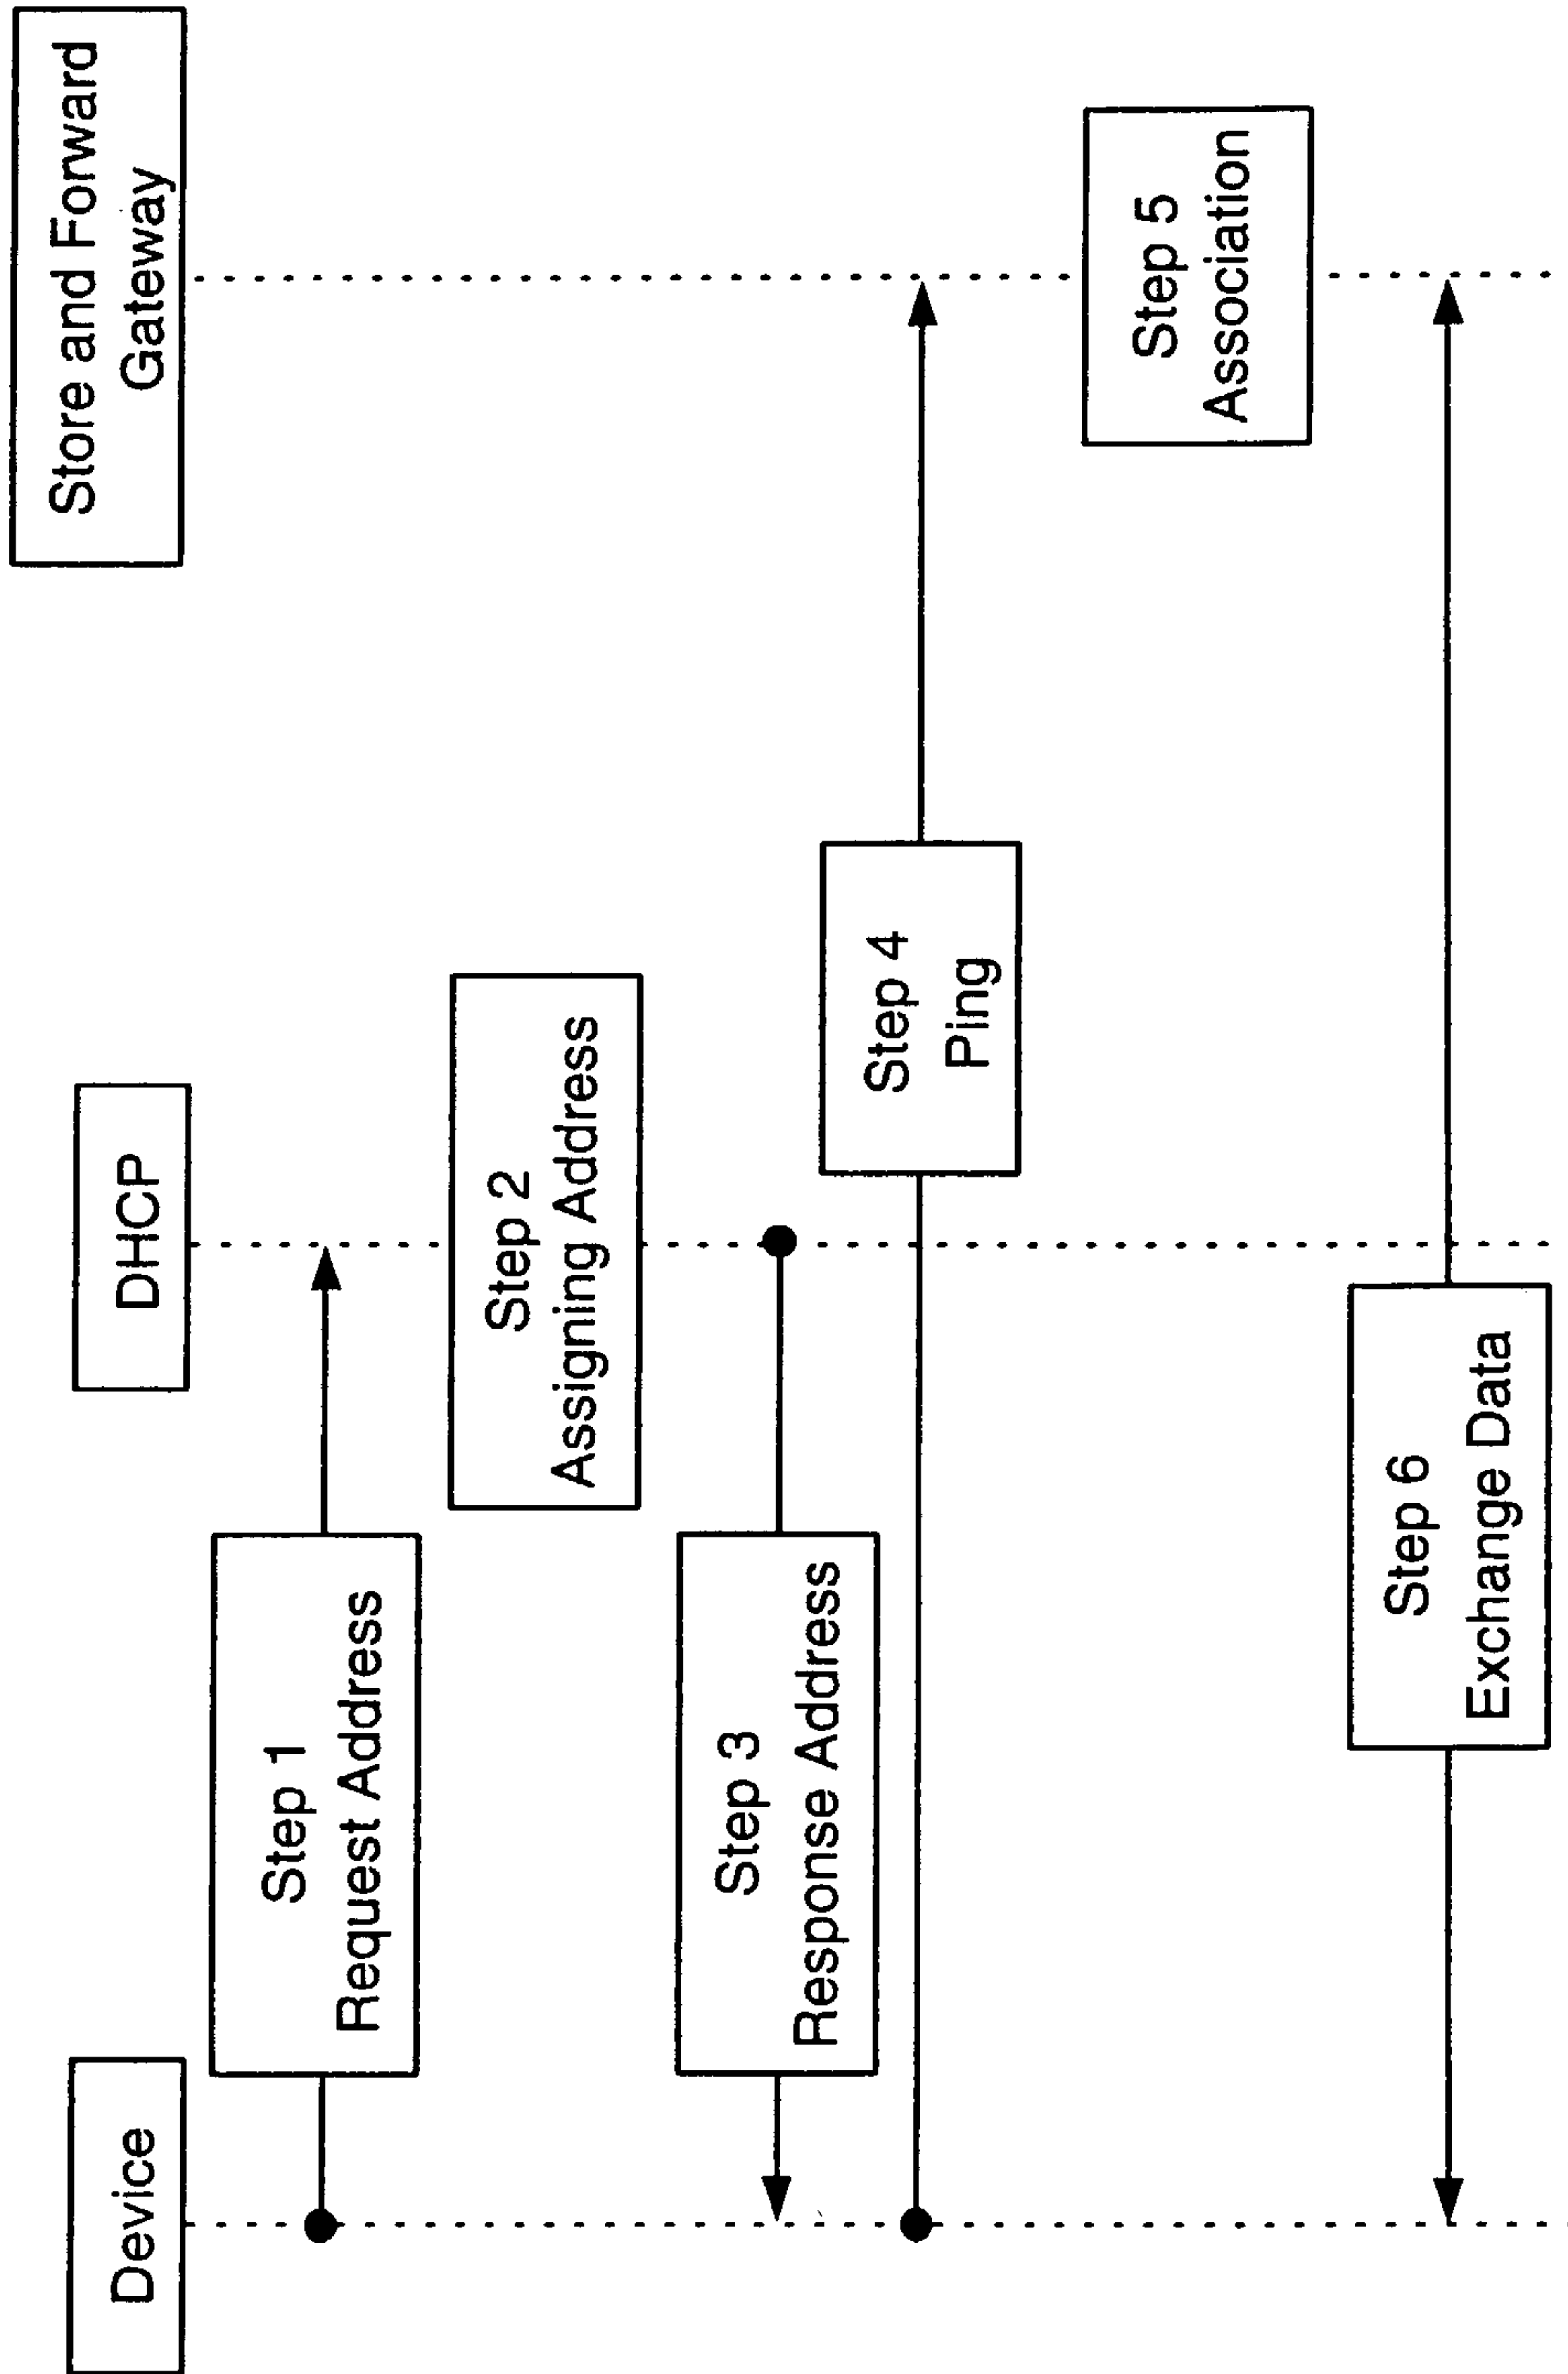 Device
DHCP
Store and Forward
Gateway
Step 1
Request Address
Step 2
Assigning Address
Step 3
Response Address
Step 4
Ping
Step 5
Association
Step 6
Exchange Data